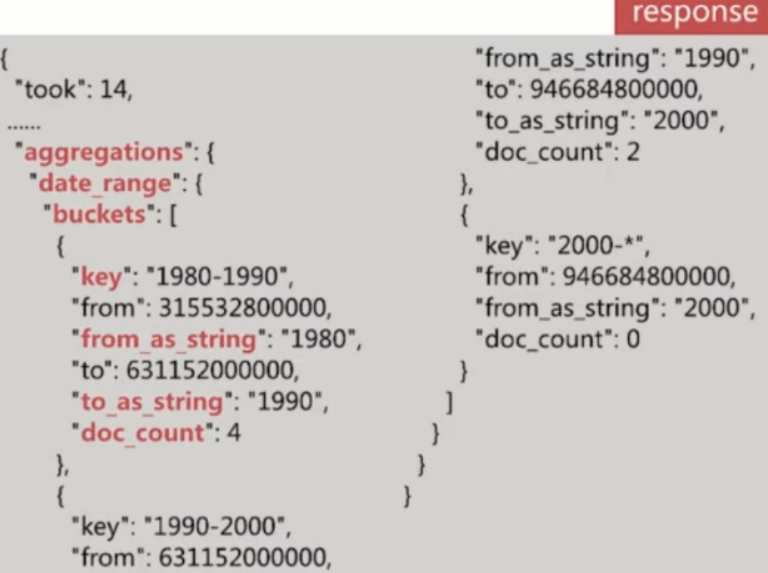 response
{
"took": 14,
......
"aggregations": {
"date_range": {
"buckets": [
{
"key": "1980-1990",
"from": 315532800000,
"from_as_string": "1980",
"to": 631152000000,
"to_as_string": "1990",
"doc_count": 4
},
{
"key": "1990-2000",
"from": 631152000000,
"from_as_string": "1990",
"to": 946684800000,
"to_as_string": "2000",
"doc_count": 2
},
{
"key": "2000-*",
"from": 946684800000,
"from_as_string": "2000",
"doc_count": 0
}
]
}
}
}